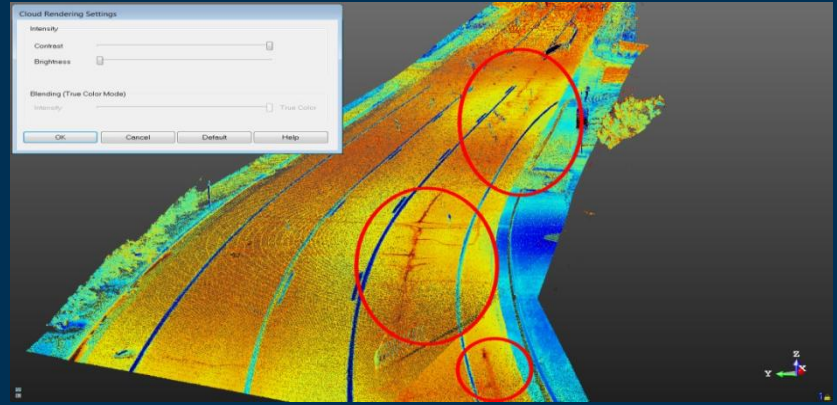 Cloud Rendering Settings
Intensity
Contrast
Brightness
Blending (True Color Mode)
Intensity True Color
OK Cancel Default Help
Z
Y X